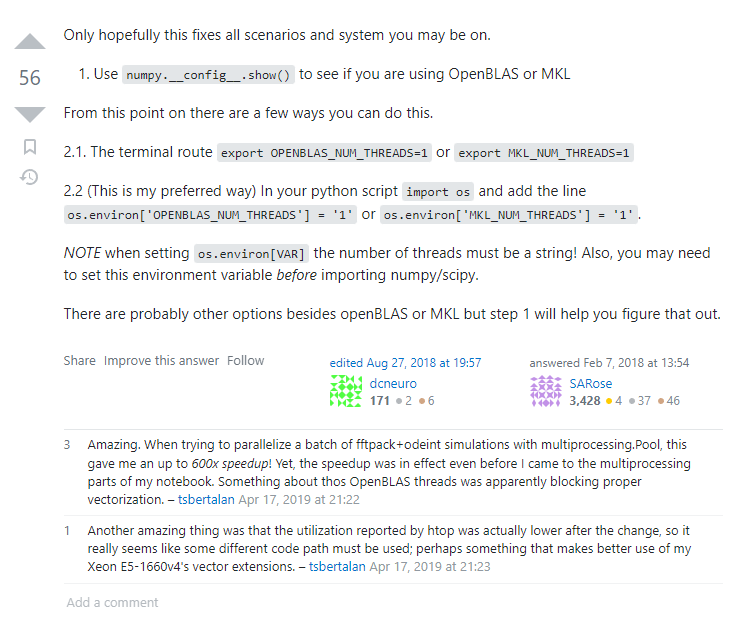 Only hopefully this fixes all scenarios and system you may be on.
56
1. Use numpy.__config__.show() to see if you are using OpenBLAS or MKL
From this point on there are a few ways you can do this.
2.1. The terminal route export OPENBLAS_NUM_THREADS=1 or export MKL_NUM_THREADS=1
2.2 (This is my preferred way) In your python script import os and add the line
os.environ['OPENBLAS_NUM_THREADS'] = '1' or os.environ['MKL_NUM_THREADS'] = '1'.
NOTE when setting os.environ[VAR] the number of threads must be a string! Also, you may need
to set this environment variable before importing numpy/scipy.
There are probably other options besides openBLAS or MKL but step 1 will help you figure that out.
Share Improve this answer Follow
edited Aug 27, 2018 at 19:57
dcneuro
171 2 6
answered Feb 7, 2018 at 13:54
SARose
3,428 4 37 46
3 Amazing. When trying to parallelize a batch of fftpack+odeint simulations with multiprocessing.Pool, this
gave me an up to 600x speedup! Yet, the speedup was in effect even before I came to the multiprocessing
parts of my notebook. Something about thos OpenBLAS threads was apparently blocking proper
vectorization. – tsbertalan Apr 17, 2019 at 21:22
1 Another amazing thing was that the utilization reported by htop was actually lower after the change, so it
really seems like some different code path must be used; perhaps something that makes better use of my
Xeon E5-1660v4's vector extensions. – tsbertalan Apr 17, 2019 at 21:23
Add a comment